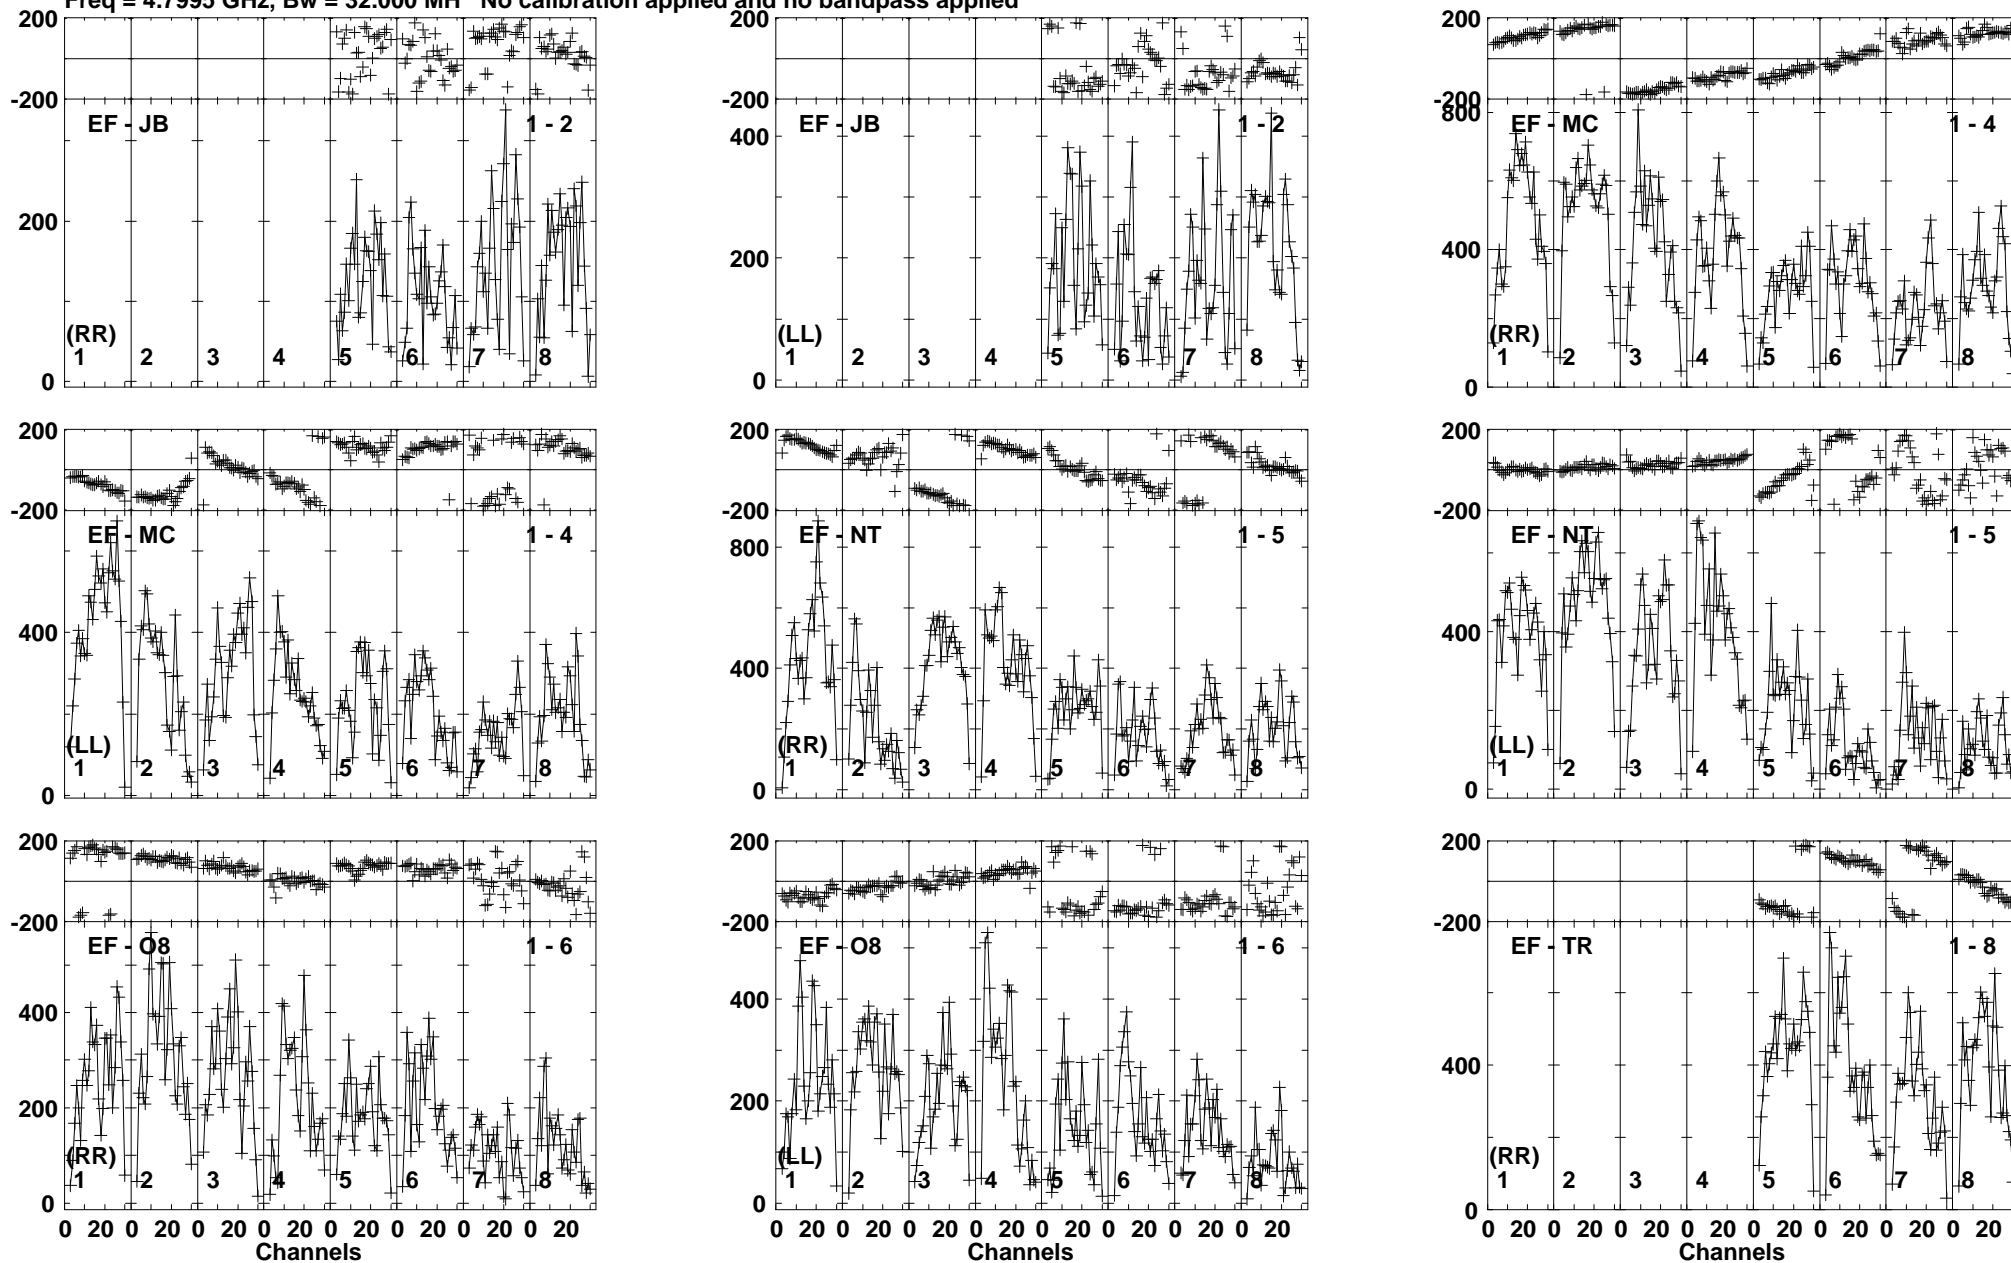 Freq = 4.7995 GHz, Bw = 32.000 MH No calibration applied and no bandpass applied
200
-200
EF - JB 1 - 2
200
0
(RR)
1 2 3 4 5 6 7 8
200
-200
EF - JB 1 - 2
400
200
0
(LL)
1 2 3 4 5 6 7 8
200
-200
800
EF - MC 1 - 4
400
0
(RR)
1 2 3 4 5 6 7 8
200
-200
EF - MC 1 - 4
400
0
(LL)
1 2 3 4 5 6 7 8
200
-200
EF - NT 1 - 5
800
400
0
(RR)
1 2 3 4 5 6 7 8
200
-200
EF - NT 1 - 5
400
0
(LL)
1 2 3 4 5 6 7 8
200
-200
EF - O8 1 - 6
400
200
0
(RR)
1 2 3 4 5 6 7 8
0 20 0 20 0 20 0 20 0 20 0 20 0 20 0 20
Channels
200
-200
EF - O8 1 - 6
400
200
0
(LL)
1 2 3 4 5 6 7 8
0 20 0 20 0 20 0 20 0 20 0 20 0 20 0 20
Channels
200
-200
EF - TR 1 - 8
400
0
(RR)
1 2 3 4 5 6 7 8
0 20 0 20 0 20 0 20 0 20 0 20 0 20 0 20
Channels